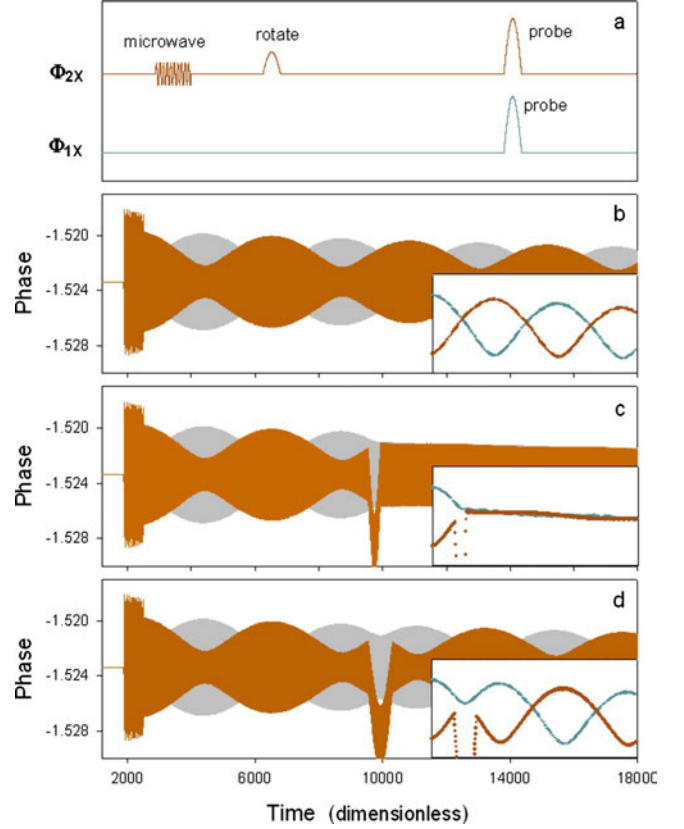 a
microwave
rotate
probe
Φ2X
probe
Φ1X
b
-1.520
-1.524
-1.528
Phase
c
-1.520
-1.524
-1.528
Phase
d
-1.520
-1.524
-1.528
Phase
2000 6000 10000 14000 18000
Time (dimensionless)